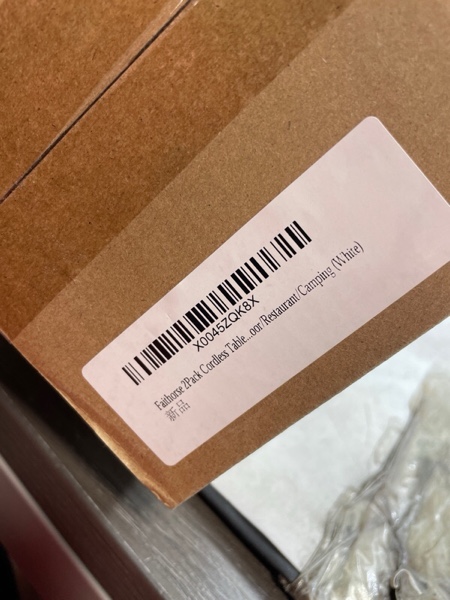 X0045ZQK8X
Faithorse 2Pack Cordless Table...oor/Restaurant/Camping (White)
新品